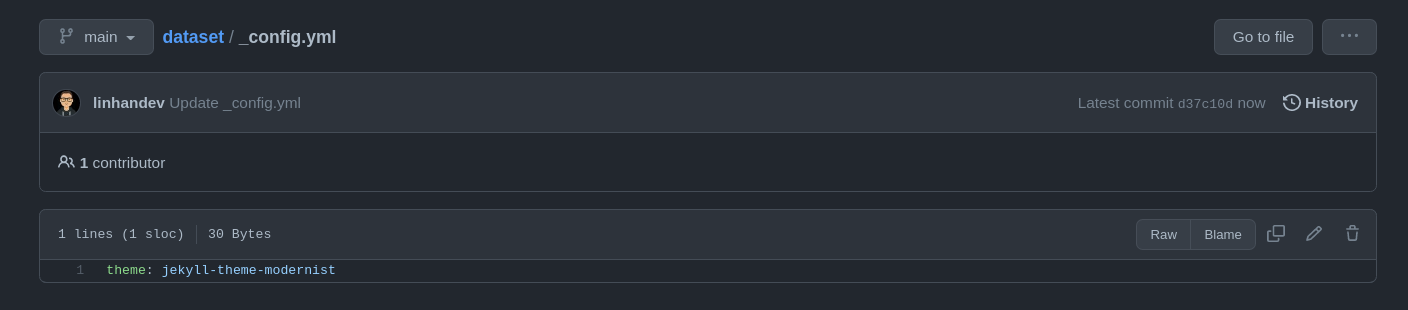 main dataset / _config.yml Go to file ...
linhandev Update _config.yml Latest commit d37c10d now History
1 contributor
1 lines (1 sloc) 30 Bytes Raw Blame
1 theme: jekyll-theme-modernist